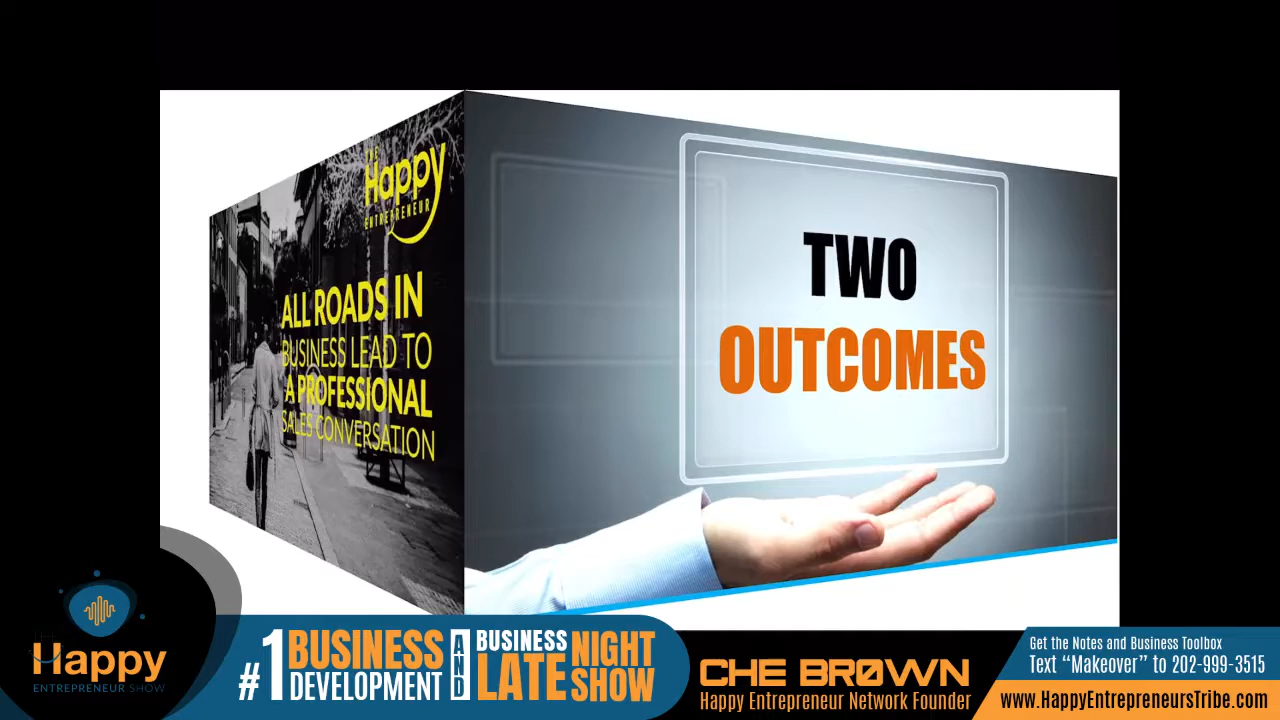 THE
Happy
ENTREPRENEUR
ALL ROADS IN
BUSINESS LEAD TO
A PROFESSIONAL
SALES CONVERSATION
TWO
OUTCOMES
Happy
ENTREPRENEUR SHOW
#1 BUSINESS DEVELOPMENT AND BUSINESS LATE NIGHT SHOW
CHE BRØWN
Happy Entrepreneur Network Founder
Get the Notes and Business Toolbox
Text “Makeover” to 202-999-3515
www.HappyEntrepreneursTribe.com